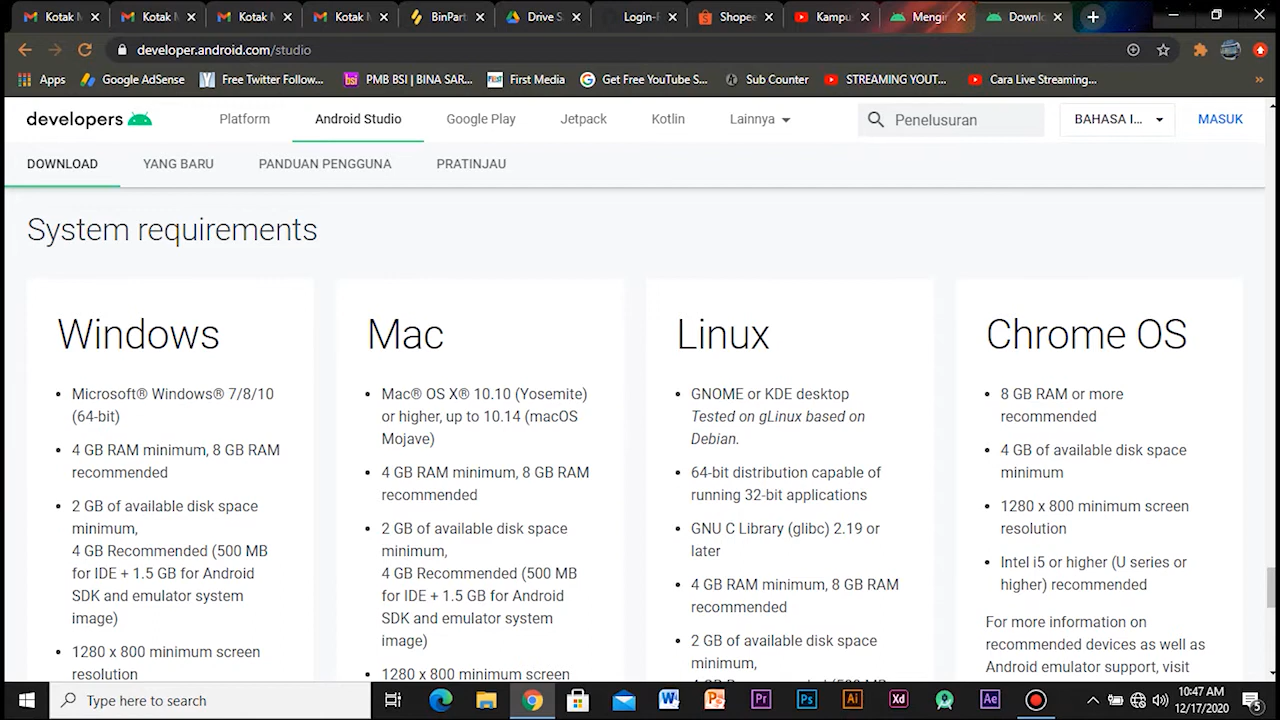 Kotak M
Kotak M
Kotak M
Kotak M
BinPart
Drive S
Login-F
Shopee
Kampu
Mengir
Downlo
developer.android.com/studio
Apps
Google AdSense
Free Twitter Follow...
PMB BSI | BINA SAR...
First Media
Get Free YouTube S...
Sub Counter
STREAMING YOUT...
Cara Live Streaming...
developers
Platform
Android Studio
Google Play
Jetpack
Kotlin
Lainnya
Penelusuran
BAHASA I...
MASUK
DOWNLOAD
YANG BARU
PANDUAN PENGGUNA
PRATINJAU
System requirements
Windows
• Microsoft® Windows® 7/8/10
(64-bit)
• 4 GB RAM minimum, 8 GB RAM
recommended
• 2 GB of available disk space
minimum,
4 GB Recommended (500 MB
for IDE + 1.5 GB for Android
SDK and emulator system
image)
• 1280 x 800 minimum screen
resolution
Mac
• Mac® OS X® 10.10 (Yosemite)
or higher, up to 10.14 (macOS
Mojave)
• 4 GB RAM minimum, 8 GB RAM
recommended
• 2 GB of available disk space
minimum,
4 GB Recommended (500 MB
for IDE + 1.5 GB for Android
SDK and emulator system
image)
• 1280 x 800 minimum screen
Linux
• GNOME or KDE desktop
Tested on gLinux based on
Debian.
• 64-bit distribution capable of
running 32-bit applications
• GNU C Library (glibc) 2.19 or
later
• 4 GB RAM minimum, 8 GB RAM
recommended
• 2 GB of available disk space
minimum,
Chrome OS
• 8 GB RAM or more
recommended
• 4 GB of available disk space
minimum
• 1280 x 800 minimum screen
resolution
• Intel i5 or higher (U series or
higher) recommended
For more information on
recommended devices as well as
Android emulator support, visit
Type here to search
10:47 AM
12/17/2020
5